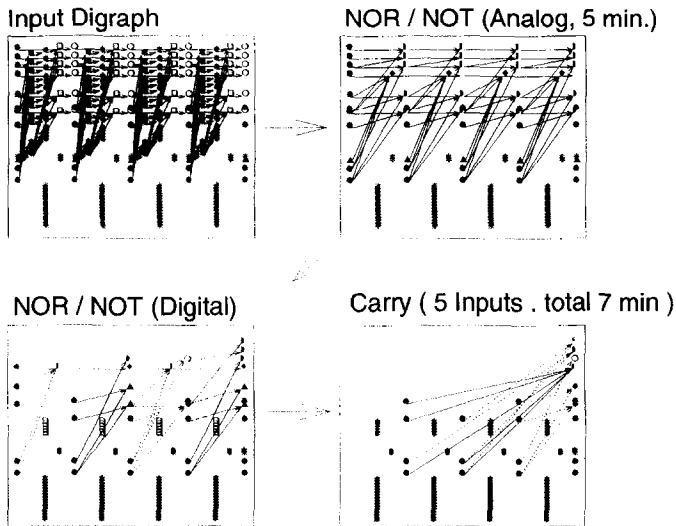 Input Digraph
NOR / NOT (Analog, 5 min.)
NOR / NOT (Digital)
Carry ( 5 Inputs . total 7 min )